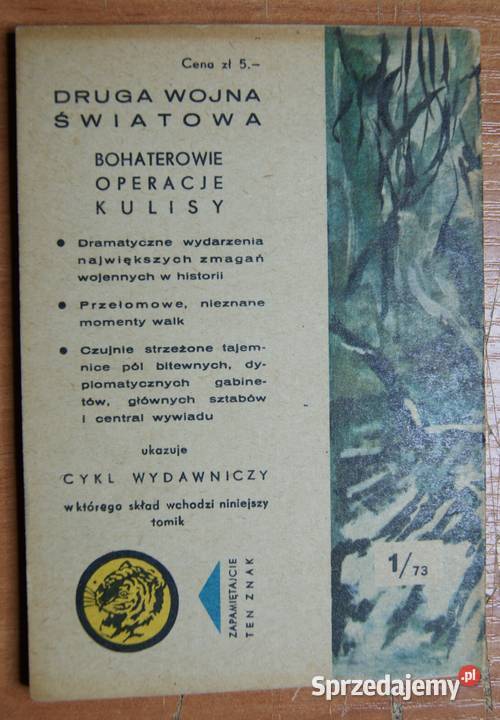 Cena zł 5.-
DRUGA WOJNA
ŚWIATOWA
BOHATEROWIE
OPERACJE
KULISY
• Dramatyczne wydarzenia
największych zmagań
wojennych w historii
• Przełomowe, nieznane
momenty walk
• Czujnie strzeżone tajem-
nice pól bitewnych, dy-
plomatycznych gabine-
tów, głównych sztabów
i central wywiadu
ukazuje
CYKL WYDAWNICZY
w którego skład wchodzi niniejszy
tomik
ZAPAMIĘTAJCIE
TEN ZNAK
1/73
Sprzedajemy.pl